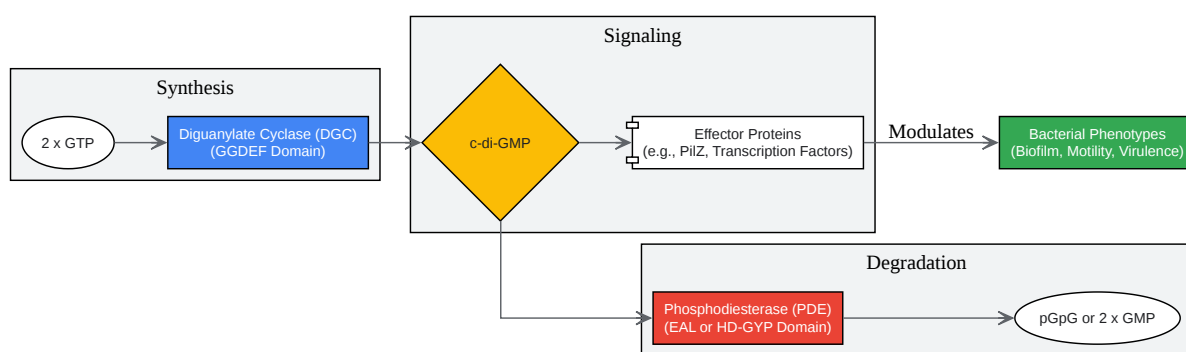 Signaling
Synthesis
2 x GTP
Diguanylate Cyclase (DGC)
(GGDEF Domain)
c-di-GMP
Effector Proteins
(e.g., PilZ, Transcription Factors)
Modulates
Bacterial Phenotypes
(Biofilm, Motility, Virulence)
Degradation
Phosphodiesterase (PDE)
(EAL or HD-GYP Domain)
pGpG or 2 x GMP